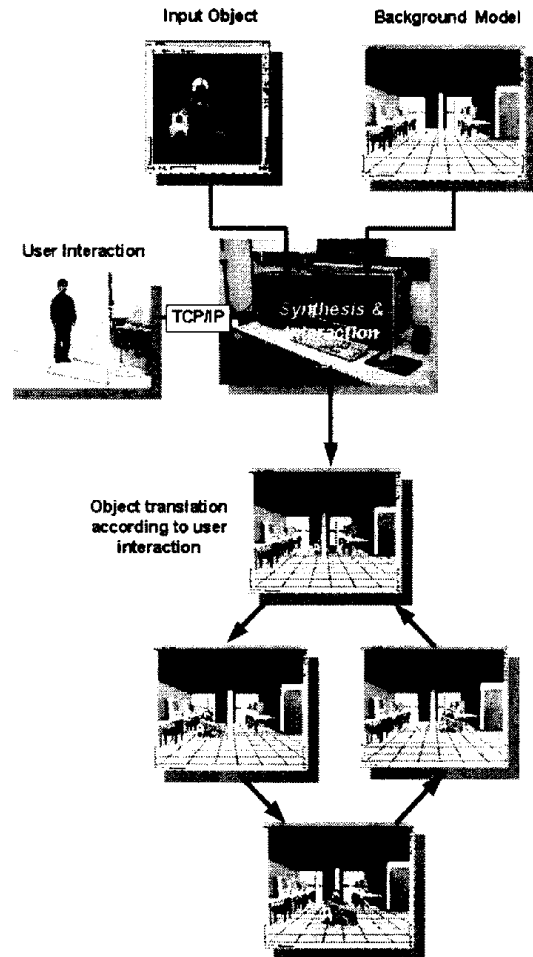 Input Object
Background Model
User Interaction
TCP/IP
Synthesis &
Interaction
Object translation
according to user
interaction